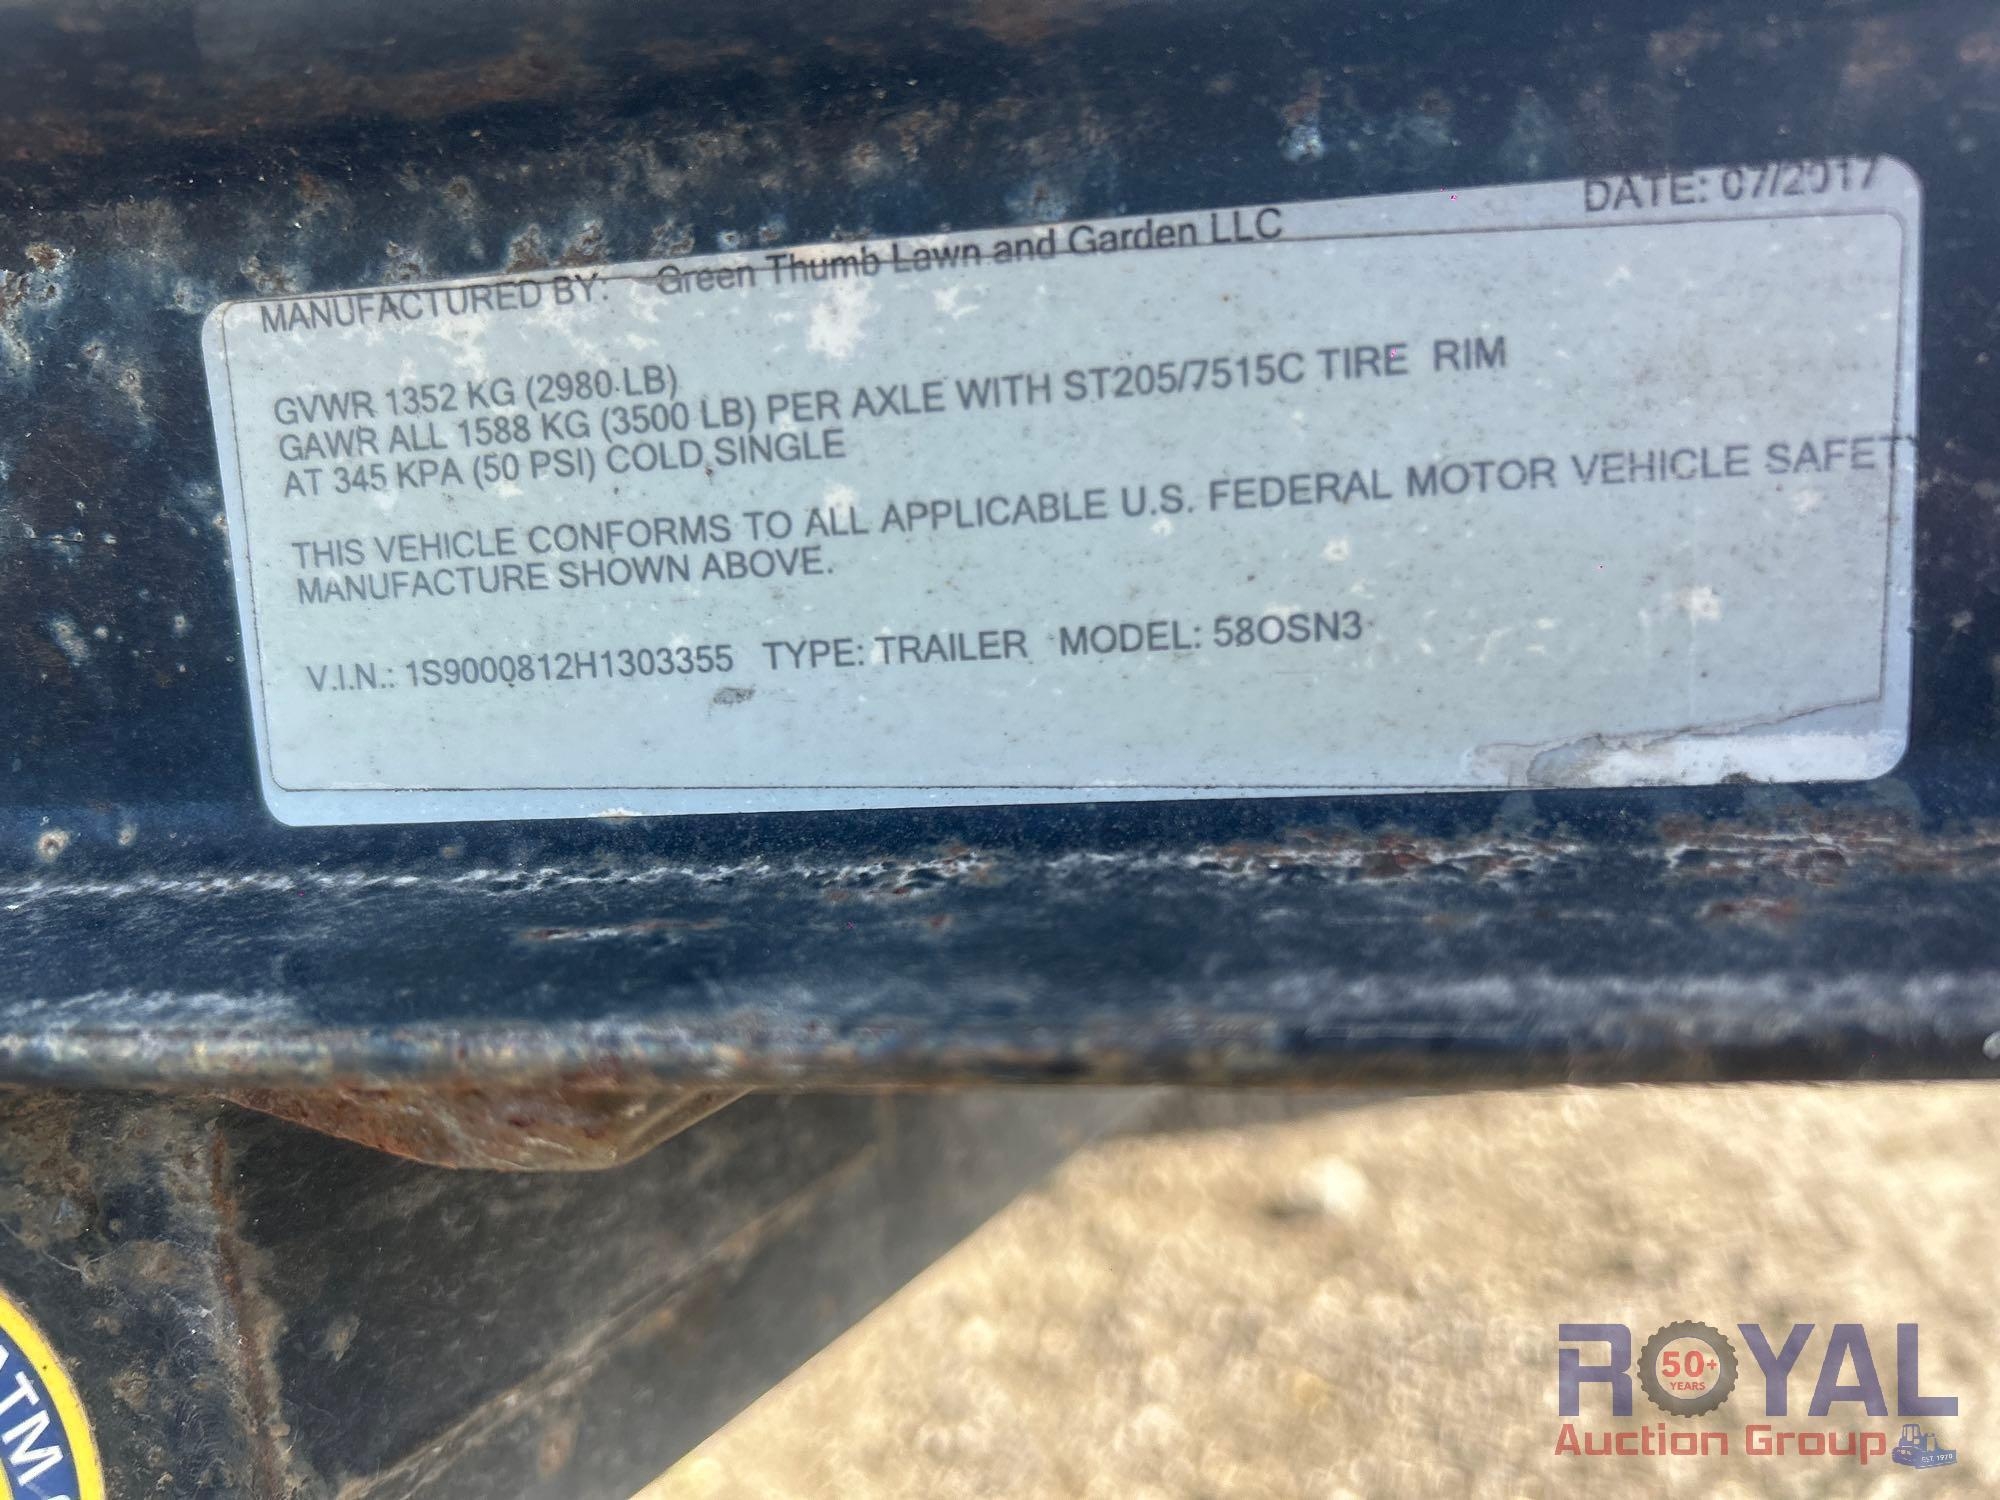 DATE: 07/2017
MANUFACTURED BY: Green Thumb Lawn and Garden LLC
GVWR 1352 KG (2980 LB)
GAWR ALL 1588 KG (3500 LB) PER AXLE WITH ST205/7515C TIRE RIM
AT 345 KPA (50 PSI) COLD SINGLE
THIS VEHICLE CONFORMS TO ALL APPLICABLE U.S. FEDERAL MOTOR VEHICLE SAFET
MANUFACTURE SHOWN ABOVE.
V.I.N.: 1S9000812H1303355 TYPE: TRAILER MODEL: 58OSN3
ATM
ROYAL
50+
YEARS
Auction Group
EST. 1970